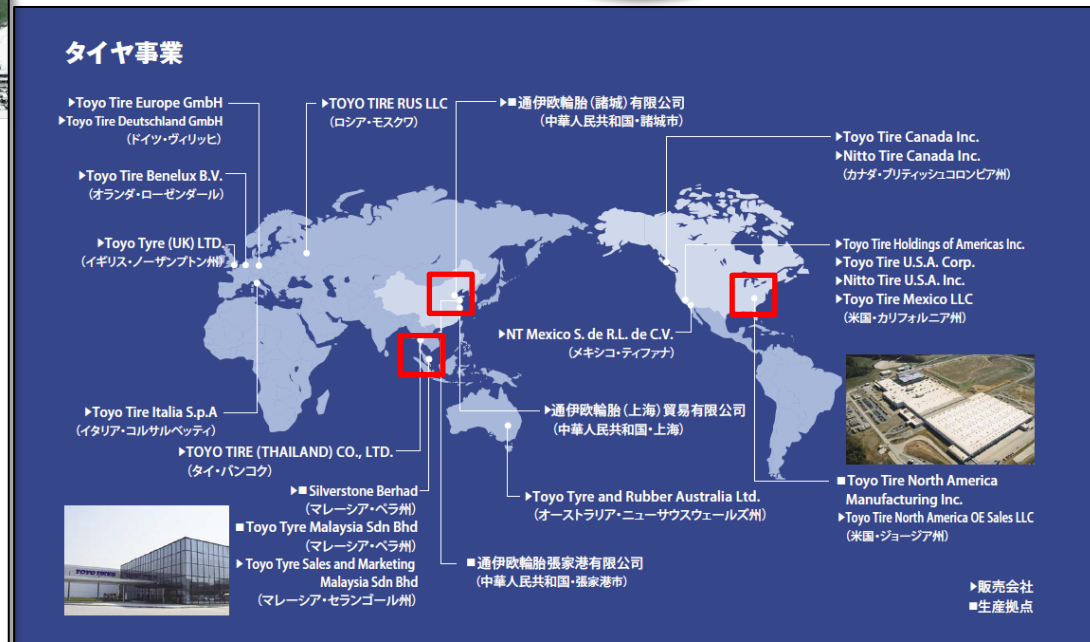 タイヤ事業
▶Toyo Tire Europe GmbH
▶Toyo Tire Deutschland GmbH
(ドイツ・ヴィリッヒ)
▶TOYO TIRE RUS LLC
(ロシア・モスクワ)
▶■通伊欧輪胎(諸城)有限公司
(中華人民共和国・諸城市)
▶Toyo Tire Canada Inc.
▶Nitto Tire Canada Inc.
(カナダ・ブリティッシュコロンビア州)
▶Toyo Tire Benelux B.V.
(オランダ・ローゼンダール)
▶Toyo Tyre (UK) LTD.
(イギリス・ノーザンプトン州)
▶Toyo Tire Holdings of Americas Inc.
▶Toyo Tire U.S.A. Corp.
▶Nitto Tire U.S.A. Inc.
▶Toyo Tire Mexico LLC
(米国・カリフォルニア州)
▶NT Mexico S. de R.L. de C.V.
(メキシコ・ティファナ)
▶Toyo Tire Italia S.p.A
(イタリア・コルサルベッティ)
▶通伊欧輪胎(上海)貿易有限公司
(中華人民共和国・上海)
▶TOYO TIRE (THAILAND) CO., LTD.
(タイ・バンコク)
▶■Silverstone Berhad
(マレーシア・ペラ州)
■Toyo Tyre Malaysia Sdn Bhd
(マレーシア・ペラ州)
▶Toyo Tyre Sales and Marketing
Malaysia Sdn Bhd
(マレーシア・セランゴール州)
▶Toyo Tyre and Rubber Australia Ltd.
(オーストラリア・ニューサウスウェールズ州)
■通伊欧輪胎張家港有限公司
(中華人民共和国・張家港市)
■Toyo Tire North America
Manufacturing Inc.
▶Toyo Tire North America OE Sales LLC
(米国・ジョージア州)
TOYO TIRES
▶販売会社
■生産拠点